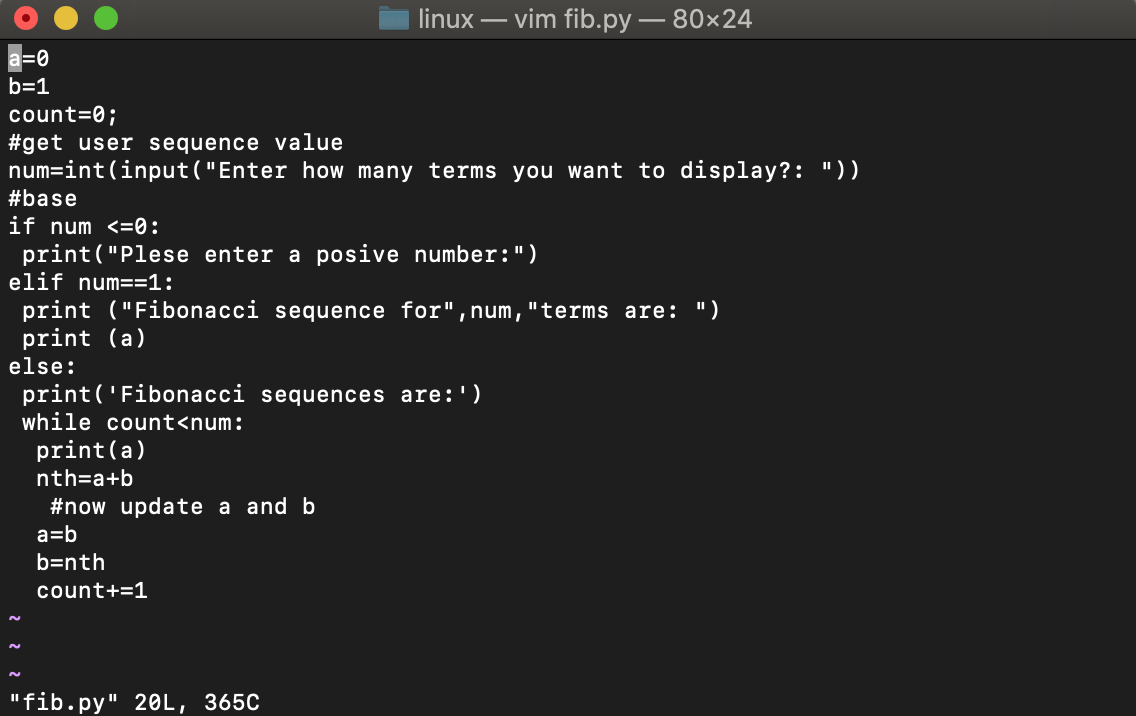 linux — vim fib.py — 80×24
a=0
b=1
count=0;
#get user sequence value
num=int(input("Enter how many terms you want to display?: "))
#base
if num <=0:
 print("Plese enter a posive number:")
elif num==1:
 print ("Fibonacci sequence for",num,"terms are: ")
 print (a)
else:
 print('Fibonacci sequences are:')
 while count<num:
  print(a)
  nth=a+b
   #now update a and b
  a=b
  b=nth
  count+=1
~
~
~
"fib.py" 20L, 365C